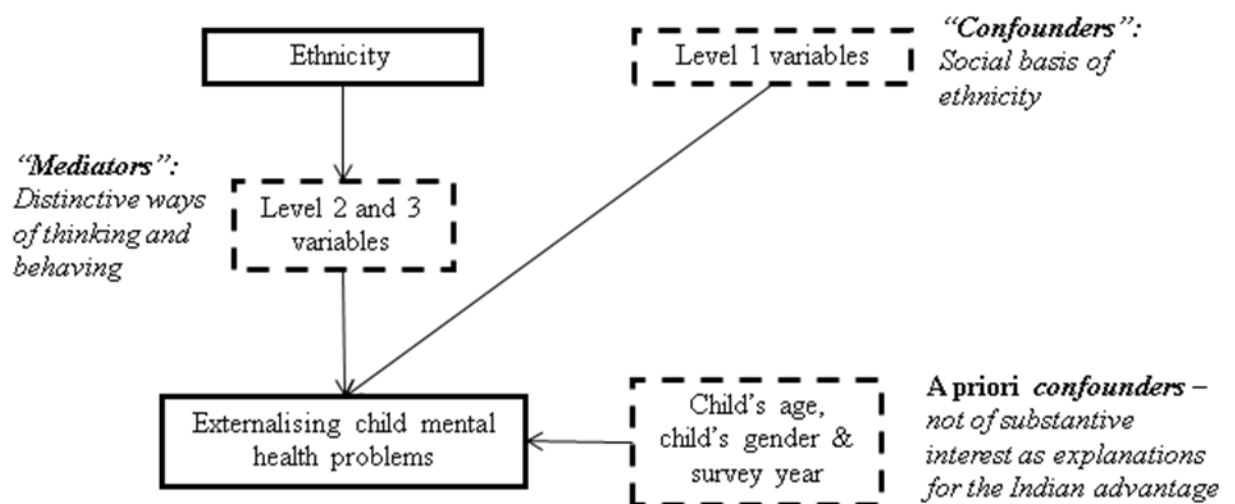 Ethnicity
Level 1 variables
“Confounders”:
Social basis of
ethnicity
“Mediators”:
Distinctive ways
of thinking and
behaving
Level 2 and 3
variables
Externalising child mental
health problems
Child’s age,
child’s gender &
survey year
A priori confounders –
not of substantive
interest as explanations
for the Indian advantage